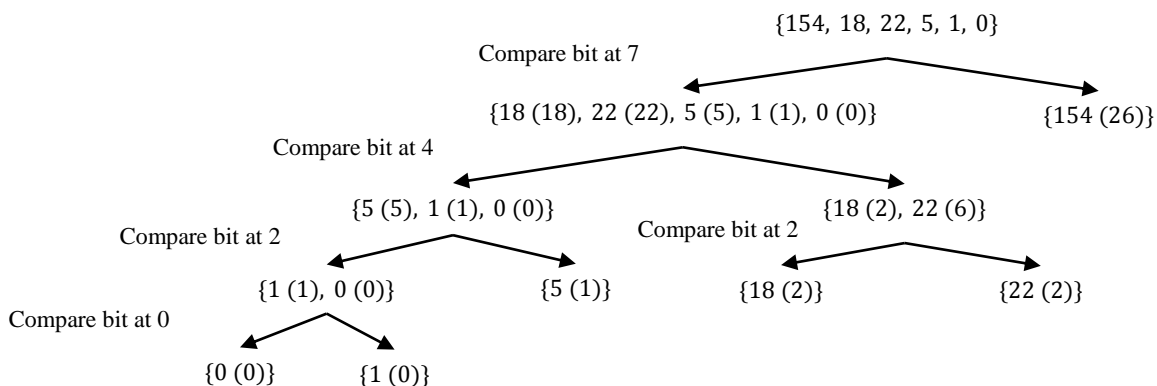 {154, 18, 22, 5, 1, 0}
Compare bit at 7
{18 (18), 22 (22), 5 (5), 1 (1), 0 (0)}
{154 (26)}
Compare bit at 4
{5 (5), 1 (1), 0 (0)}
{18 (2), 22 (6)}
Compare bit at 2
Compare bit at 2
{1 (1), 0 (0)}
{5 (1)}
{18 (2)}
{22 (2)}
Compare bit at 0
{0 (0)}
{1 (0)}